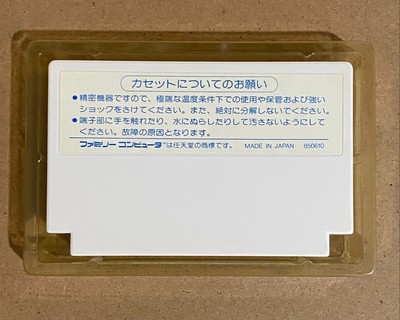 カセットについてのお願い
●精密機器ですので、極端な温度条件下での使用や保管および強い
ショックをさけてください。また、絶対に分解しないでください。
●端子部に手を触れたり、水にぬらしたりして汚さないようにして
ください。故障の原因となります。
ファミリー コンピュータ™は任天堂の商標です。 MADE IN JAPAN 850610